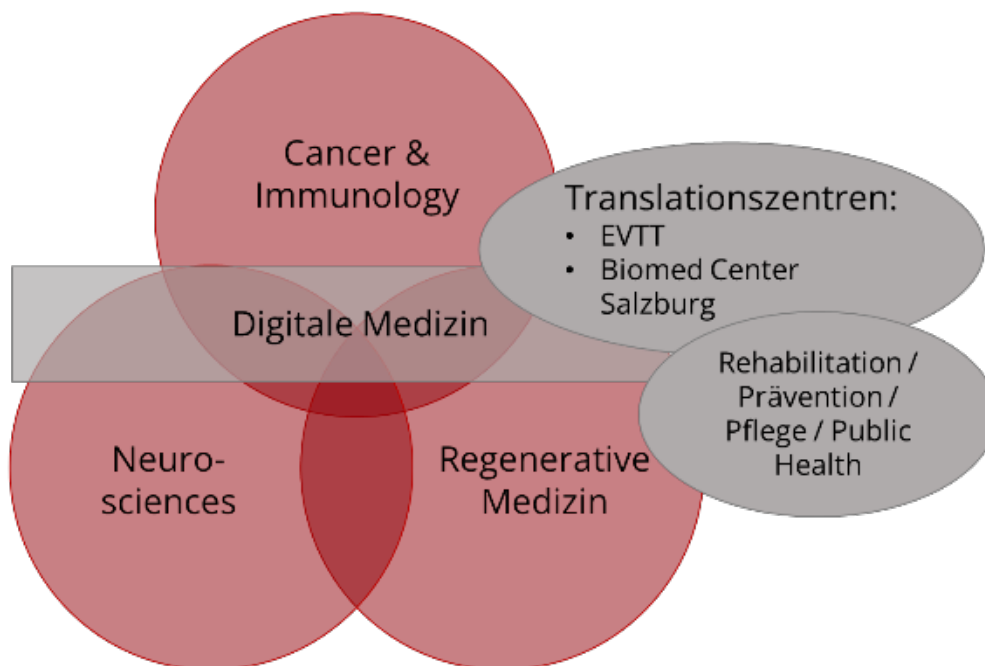 Cancer &
Immunology
Translationszentren:
• EVTT
• Biomed Center
Salzburg
Digitale Medizin
Rehabilitation /
Prävention /
Pflege / Public
Health
Neuro-
sciences
Regenerative
Medizin